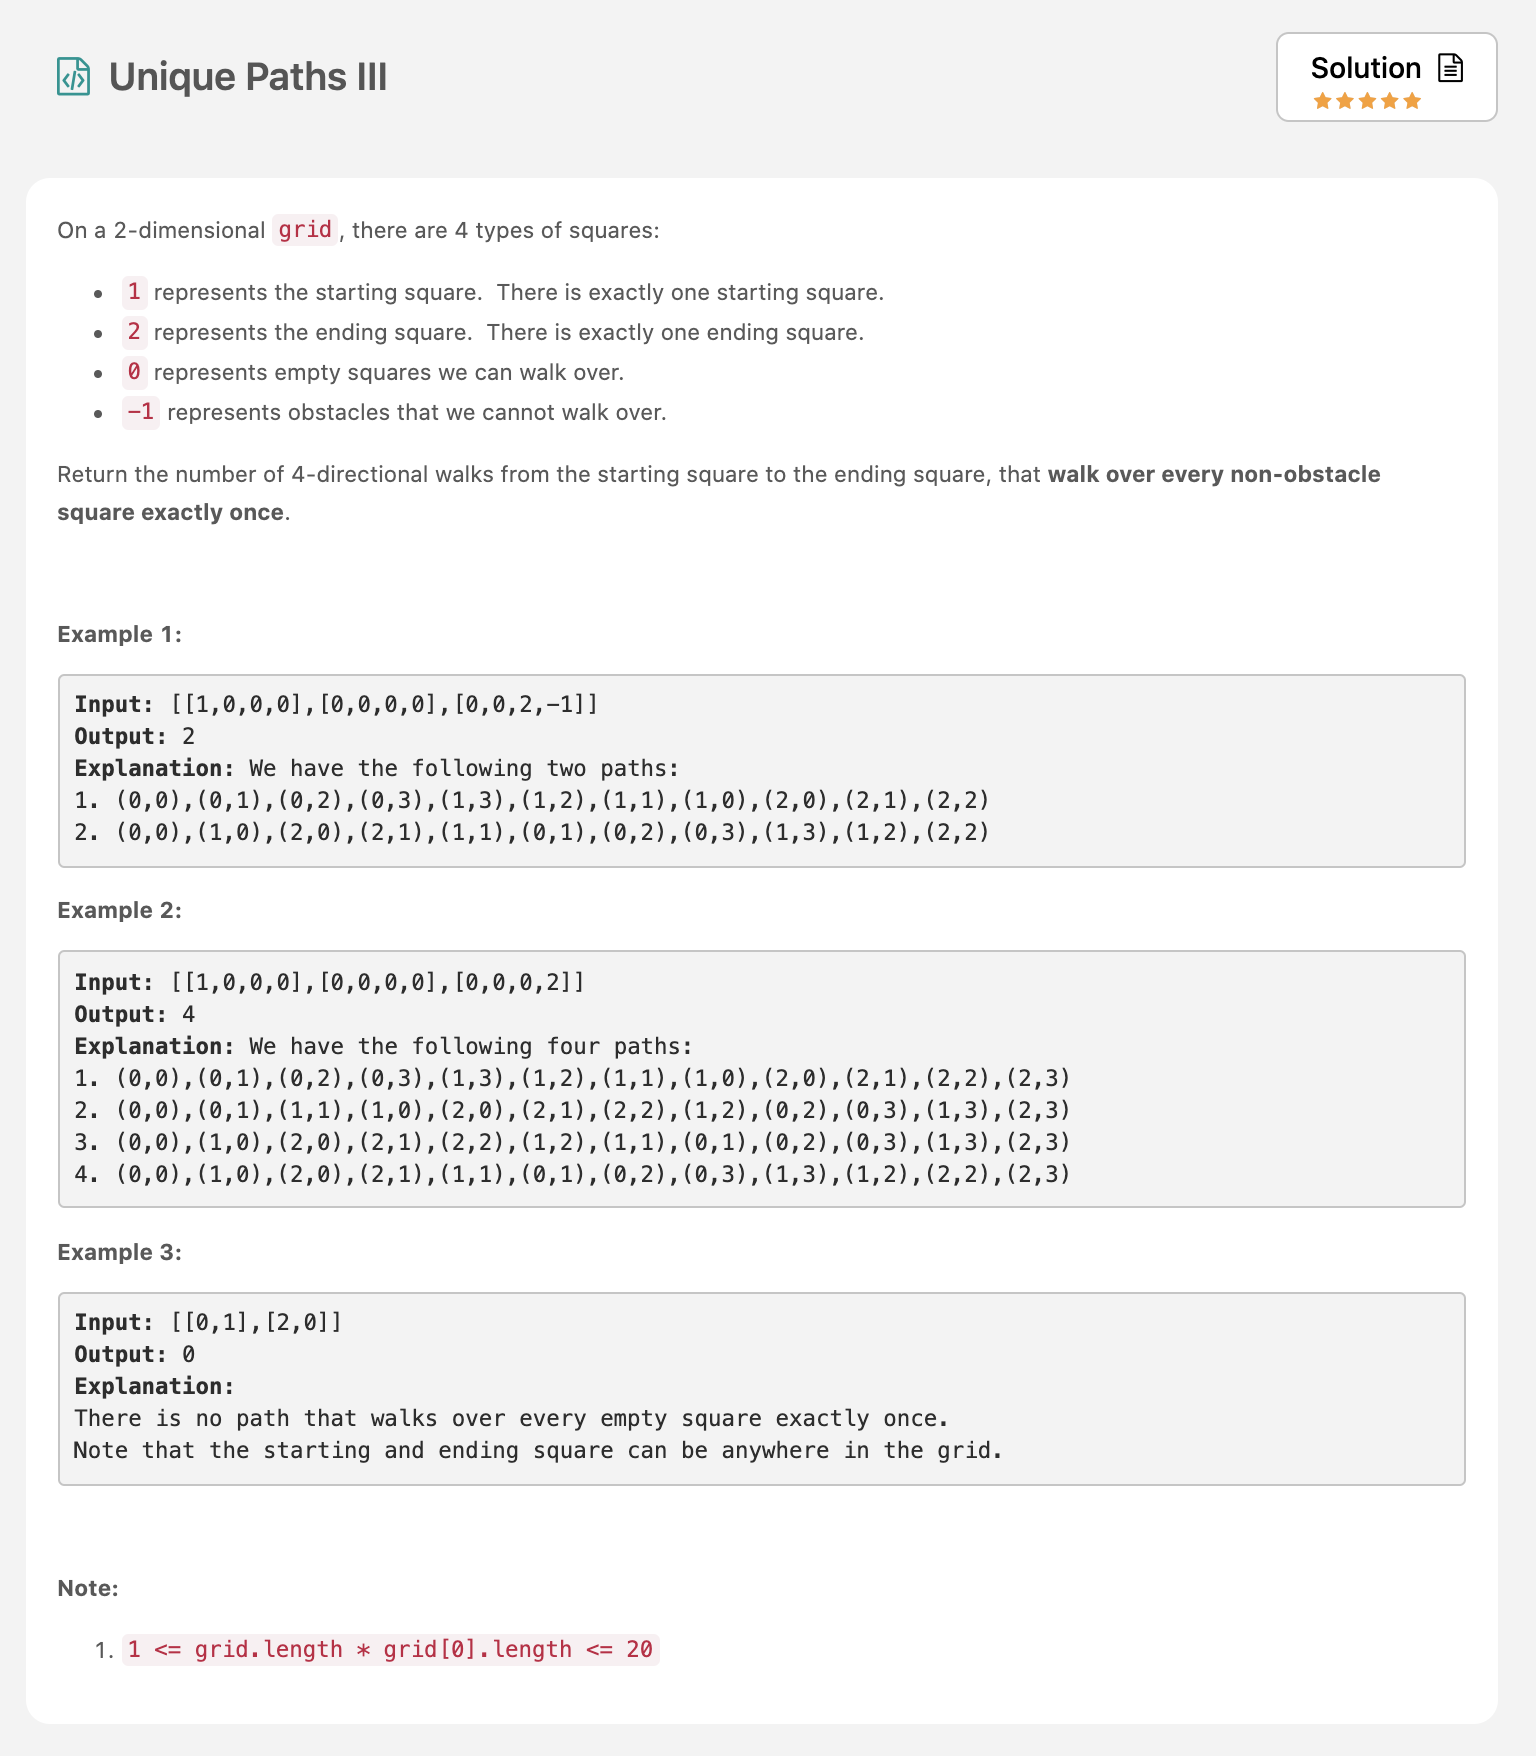 Unique Paths III
Solution
On a 2-dimensional grid, there are 4 types of squares:
1 represents the starting square.  There is exactly one starting square.
2 represents the ending square.  There is exactly one ending square.
0 represents empty squares we can walk over.
-1 represents obstacles that we cannot walk over.
Return the number of 4-directional walks from the starting square to the ending square, that walk over every non-obstacle
square exactly once.
Example 1:
Input: [[1,0,0,0],[0,0,0,0],[0,0,2,-1]]
Output: 2
Explanation: We have the following two paths:
1. (0,0),(0,1),(0,2),(0,3),(1,3),(1,2),(1,1),(1,0),(2,0),(2,1),(2,2)
2. (0,0),(1,0),(2,0),(2,1),(1,1),(0,1),(0,2),(0,3),(1,3),(1,2),(2,2)
Example 2:
Input: [[1,0,0,0],[0,0,0,0],[0,0,0,2]]
Output: 4
Explanation: We have the following four paths:
1. (0,0),(0,1),(0,2),(0,3),(1,3),(1,2),(1,1),(1,0),(2,0),(2,1),(2,2),(2,3)
2. (0,0),(0,1),(1,1),(1,0),(2,0),(2,1),(2,2),(1,2),(0,2),(0,3),(1,3),(2,3)
3. (0,0),(1,0),(2,0),(2,1),(2,2),(1,2),(1,1),(0,1),(0,2),(0,3),(1,3),(2,3)
4. (0,0),(1,0),(2,0),(2,1),(1,1),(0,1),(0,2),(0,3),(1,3),(1,2),(2,2),(2,3)
Example 3:
Input: [[0,1],[2,0]]
Output: 0
Explanation:
There is no path that walks over every empty square exactly once.
Note that the starting and ending square can be anywhere in the grid.
Note:
1. 1 <= grid.length * grid[0].length <= 20